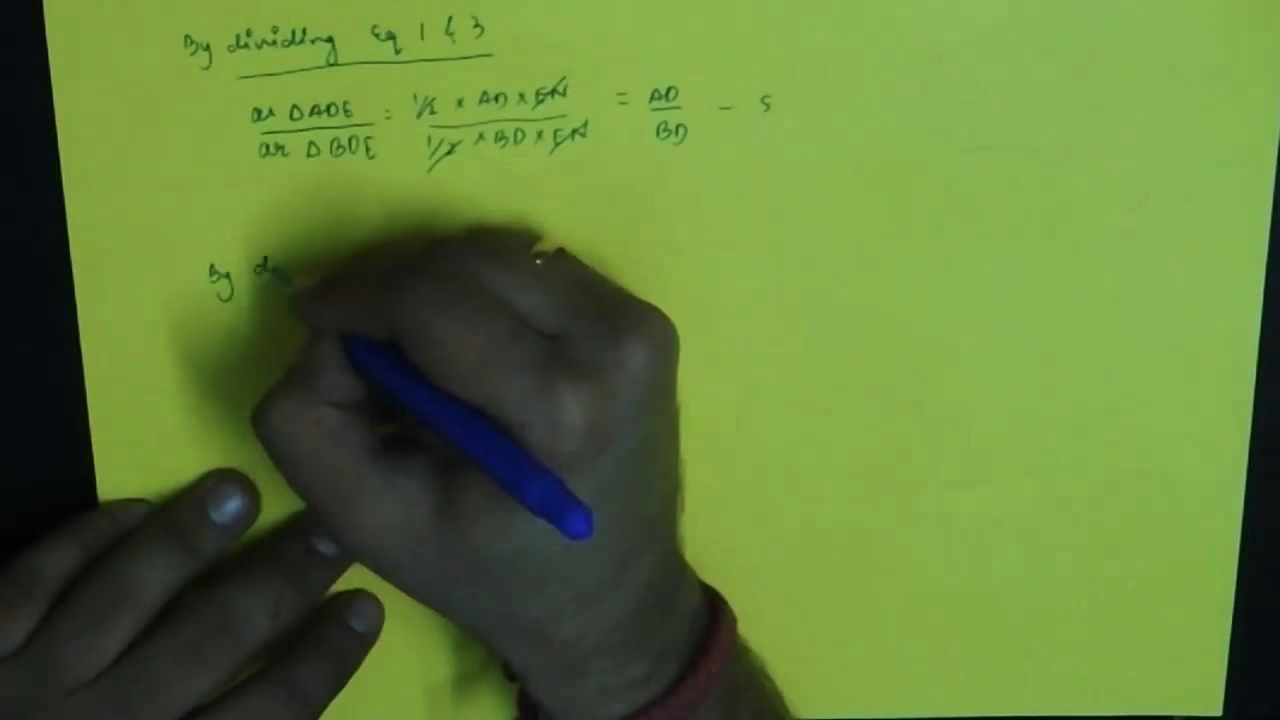 By dividing Eq 1 & 3
ar ΔADE / ar ΔBDE = 1/2 × AD × EN / 1/2 × BD × EN = AD / BD - 5
By